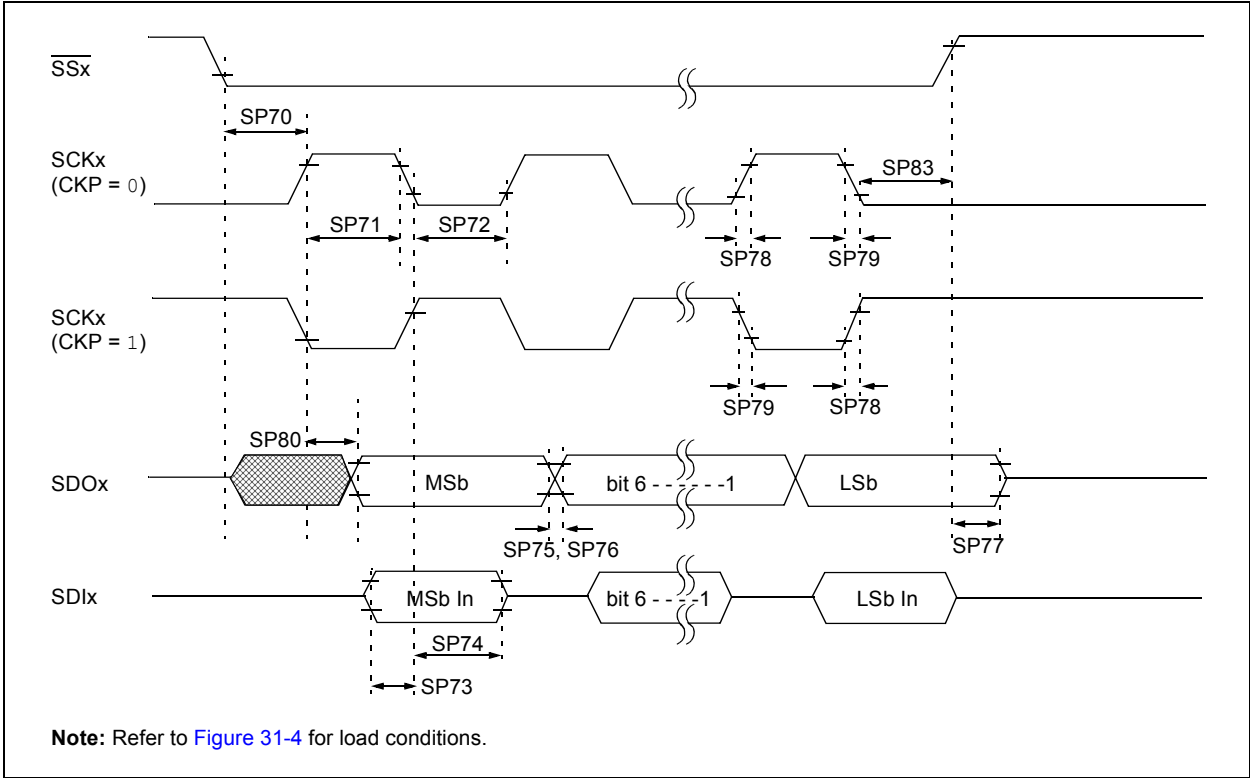 SSx
SP70
SCKx
(CKP = 0)
SP83
SP71
SP72
SP78
SP79
SCKx
(CKP = 1)
SP79
SP78
SP80
SDOx
MSb
bit 6 - - - - - - -1
LSb
SP75, SP76
SP77
SDIx
MSb In
bit 6 - - - -1
LSb In
SP74
SP73
Note: Refer to Figure 31-4 for load conditions.